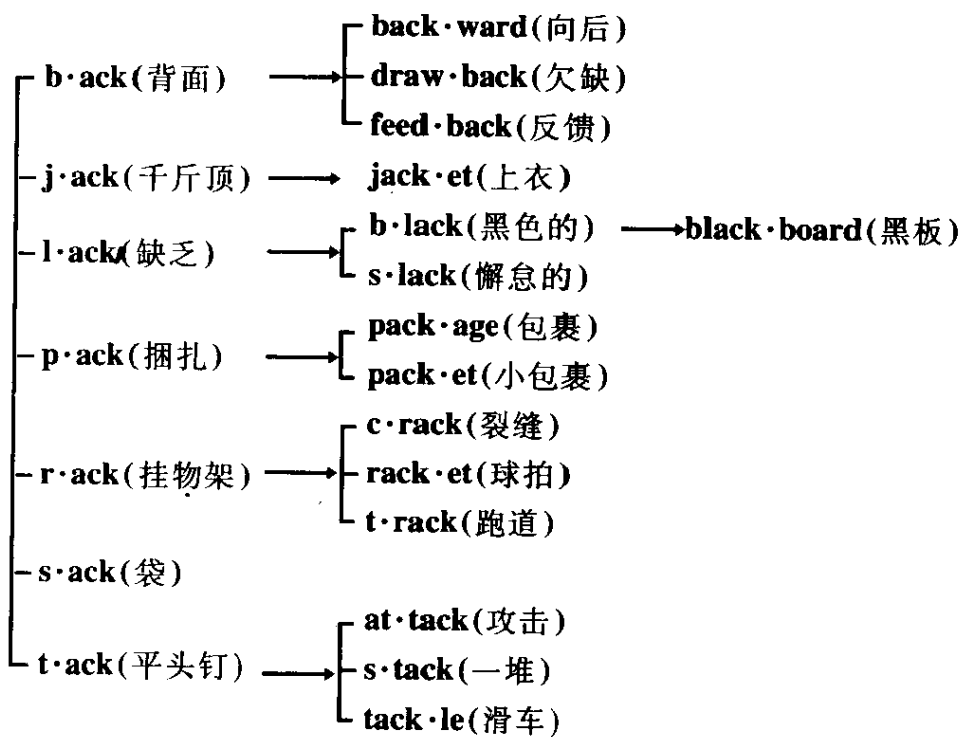 back·ward(向后)
b·ack(背面) draw·back(欠缺)
feed·back(反馈)
j·ack(千斤顶) jack·et(上衣)
b·lack(黑色的) black·board(黑板)
l·ack(缺乏)
s·lack(懈怠的)
pack·age(包裹)
p·ack(捆扎)
pack·et(小包裹)
c·rack(裂缝)
r·ack(挂物架) rack·et(球拍)
t·rack(跑道)
s·ack(袋)
at·tack(攻击)
t·ack(平头钉) s·tack(一堆)
tack·le(滑车)